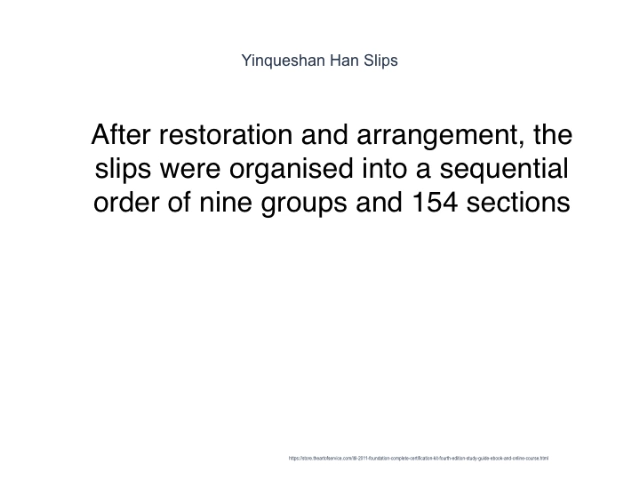 Yinqueshan Han Slips
After restoration and arrangement, the
slips were organised into a sequential
order of nine groups and 154 sections